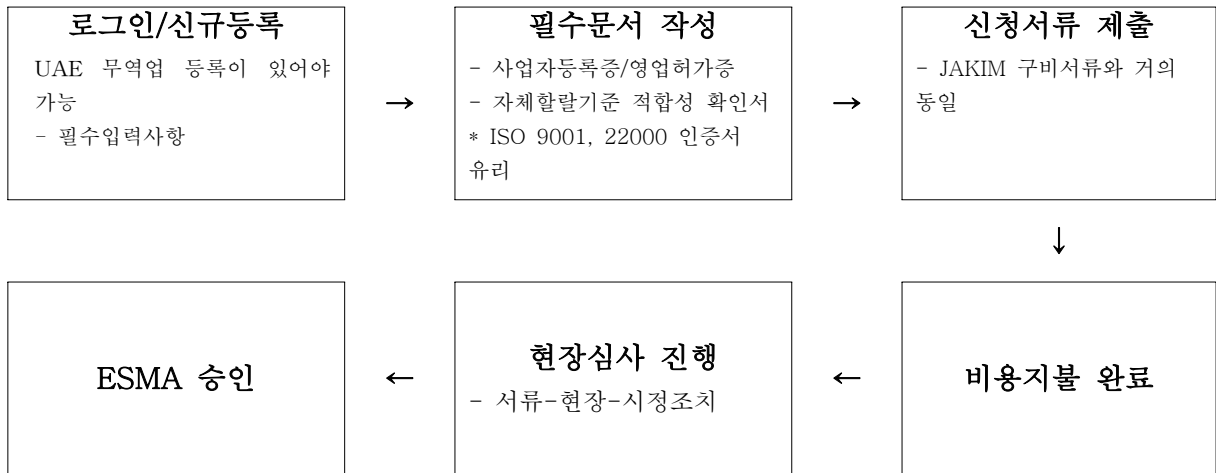 로그인/신규등록
UAE 무역업 등록이 있어야
가능
- 필수입력사항
→
필수문서 작성
- 사업자등록증/영업허가증
- 자체할랄기준 적합성 확인서
* ISO 9001, 22000 인증서
유리
→
신청서류 제출
- JAKIM 구비서류와 거의
동일
↓
비용지불 완료
←
현장심사 진행
- 서류-현장-시정조치
←
ESMA 승인